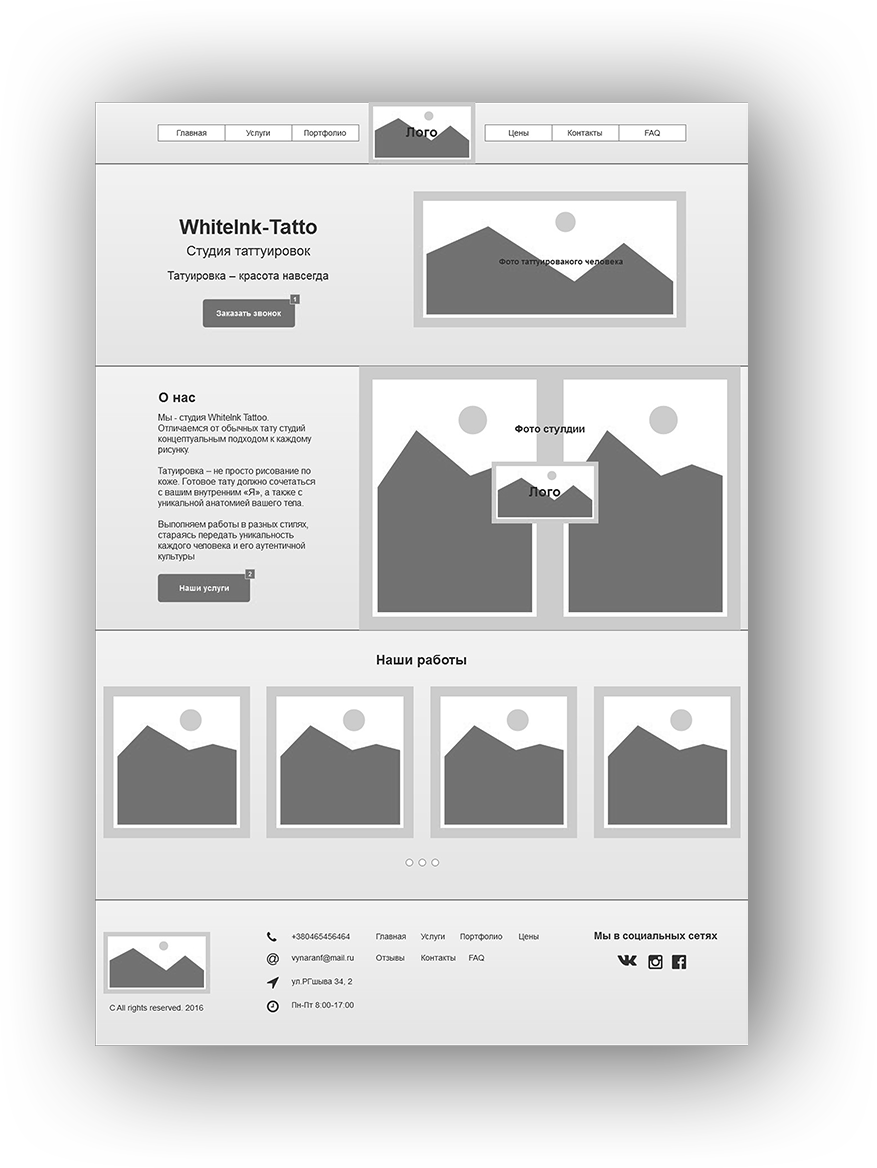 Главная Услуги Портфолио Лого Цены Контакты FAQ
WhiteInk-Tatto
Студия таттуировок
Татуировка – красота навсегда
1
Заказать звонок
Фото таттуированого человека
О нас
Мы - студия WhiteInk Tattoo.
Отличаемся от обычных тату студий
концептуальным подходом к каждому
рисунку.
Татуировка – не просто рисование по
коже. Готовое тату должно сочетаться
с вашим внутренним «Я», а также с
уникальной анатомией вашего тела.
Выполняем работы в разных стилях,
стараясь передать уникальность
каждого человека и его аутентичной
культуры
2
Наши услуги
Фото стулдии
Лого
Наши работы
C All rights reserved. 2016
+380465456464
vynaranf@mail.ru
ул.РГшыва 34, 2
Пн-Пт 8:00-17:00
Главная Услуги Портфолио Цены
Отзывы Контакты FAQ
Мы в социальных сетях